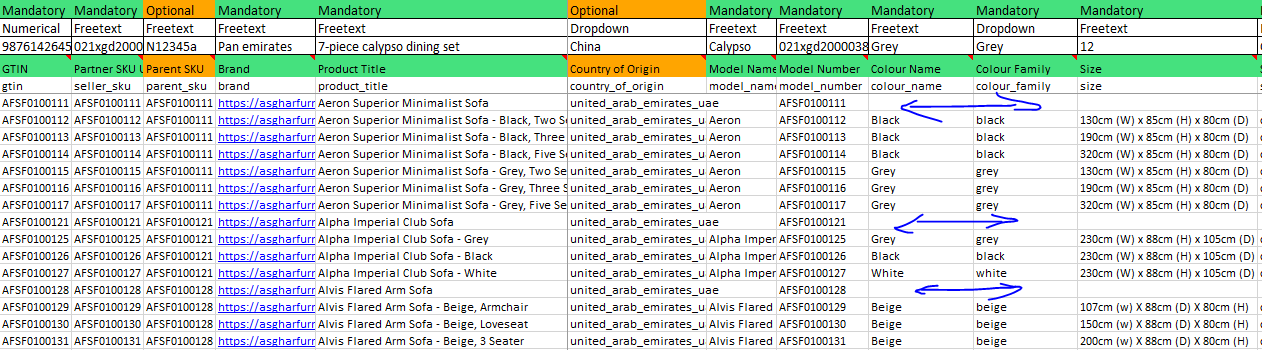 Mandatory Mandatory Optional Mandatory Mandatory Optional Mandatory Mandatory Mandatory Mandatory Mandatory
Numerical Freetext Freetext Freetext Freetext Dropdown Freetext Freetext Freetext Dropdown Freetext
9876142645 021xgd2000 N12345a Pan emirates 7-piece calypso dining set China Calypso 021xgd2000038 Grey Grey 12
GTIN Partner SKU U Parent SKU Brand Product Title Country of Origin Model Name Model Number Colour Name Colour Family Size
gtin seller_sku parent_sku brand product_title country_of_origin model_name model_number colour_name colour_family size
AFSF0100111 AFSF0100111 AFSF0100111 https://asgharfurn Aeron Superior Minimalist Sofa united_arab_emirates_uae AFSF0100111
AFSF0100112 AFSF0100112 AFSF0100111 https://asgharfurn Aeron Superior Minimalist Sofa - Black, Two Se united_arab_emirates_u Aeron AFSF0100112 Black black 130cm (W) x 85cm (H) x 80cm (D)
AFSF0100113 AFSF0100113 AFSF0100111 https://asgharfurn Aeron Superior Minimalist Sofa - Black, Three united_arab_emirates_u Aeron AFSF0100113 Black black 190cm (W) x 85cm (H) x 80cm (D)
AFSF0100114 AFSF0100114 AFSF0100111 https://asgharfurn Aeron Superior Minimalist Sofa - Black, Five Se united_arab_emirates_u Aeron AFSF0100114 Black black 320cm (W) x 85cm (H) x 80cm (D)
AFSF0100115 AFSF0100115 AFSF0100111 https://asgharfurn Aeron Superior Minimalist Sofa - Grey, Two Se united_arab_emirates_u Aeron AFSF0100115 Grey grey 130cm (W) x 85cm (H) x 80cm (D)
AFSF0100116 AFSF0100116 AFSF0100111 https://asgharfurn Aeron Superior Minimalist Sofa - Grey, Three S united_arab_emirates_u Aeron AFSF0100116 Grey grey 190cm (W) x 85cm (H) x 80cm (D)
AFSF0100117 AFSF0100117 AFSF0100111 https://asgharfurn Aeron Superior Minimalist Sofa - Grey, Five Se united_arab_emirates_u Aeron AFSF0100117 Grey grey 320cm (W) x 85cm (H) x 80cm (D)
AFSF0100121 AFSF0100121 AFSF0100121 https://asgharfurn Alpha Imperial Club Sofa united_arab_emirates_uae AFSF0100121
AFSF0100125 AFSF0100125 AFSF0100121 https://asgharfurn Alpha Imperial Club Sofa - Grey united_arab_emirates_u Alpha Imper AFSF0100125 Grey grey 230cm (W) x 88cm (H) x 105cm (D)
AFSF0100126 AFSF0100126 AFSF0100121 https://asgharfurn Alpha Imperial Club Sofa - Black united_arab_emirates_u Alpha Imper AFSF0100126 Black black 230cm (W) x 88cm (H) x 105cm (D)
AFSF0100127 AFSF0100127 AFSF0100121 https://asgharfurn Alpha Imperial Club Sofa - White united_arab_emirates_u Alpha Imper AFSF0100127 White white 230cm (W) x 88cm (H) x 105cm (D)
AFSF0100128 AFSF0100128 AFSF0100128 https://asgharfurn Alvis Flared Arm Sofa united_arab_emirates_uae AFSF0100128
AFSF0100129 AFSF0100129 AFSF0100128 https://asgharfurn Alvis Flared Arm Sofa - Beige, Armchair united_arab_emirates_u Alvis Flared AFSF0100129 Beige beige 107cm (w) X 88cm (D) X 80cm (H)
AFSF0100130 AFSF0100130 AFSF0100128 https://asgharfurn Alvis Flared Arm Sofa - Beige, Loveseat united_arab_emirates_u Alvis Flared AFSF0100130 Beige beige 150cm (w) X 88cm (D) X 80cm (H)
AFSF0100131 AFSF0100131 AFSF0100128 https://asgharfurn Alvis Flared Arm Sofa - Beige, 3 Seater united_arab_emirates_u Alvis Flared AFSF0100131 Beige beige 200cm (w) X 88cm (D) X 80cm (H)